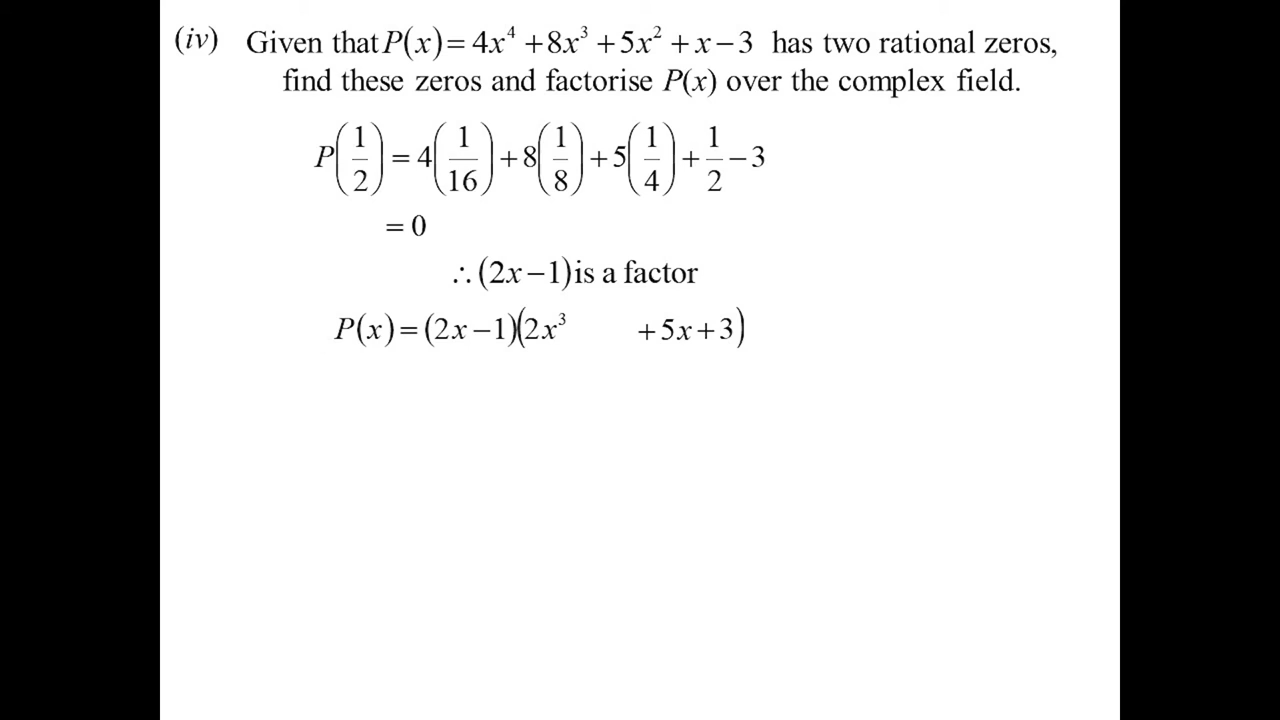 (iv) Given that P(x) = 4x⁴ + 8x³ + 5x² + x − 3 has two rational zeros,
find these zeros and factorise P(x) over the complex field.
P(1/2) = 4(1/16) + 8(1/8) + 5(1/4) + 1/2 − 3
= 0
∴ (2x − 1) is a factor
P(x) = (2x − 1)(2x³ + 5x + 3)